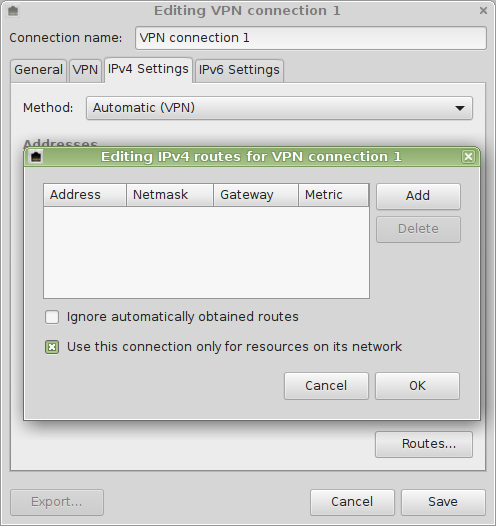 Editing VPN connection 1
Connection name: VPN connection 1
General VPN IPv4 Settings IPv6 Settings
Method: Automatic (VPN)
Addresses
Editing IPv4 routes for VPN connection 1
Address Netmask Gateway Metric Add
Delete
Ignore automatically obtained routes
Use this connection only for resources on its network
Cancel OK
Routes...
Export... Cancel Save